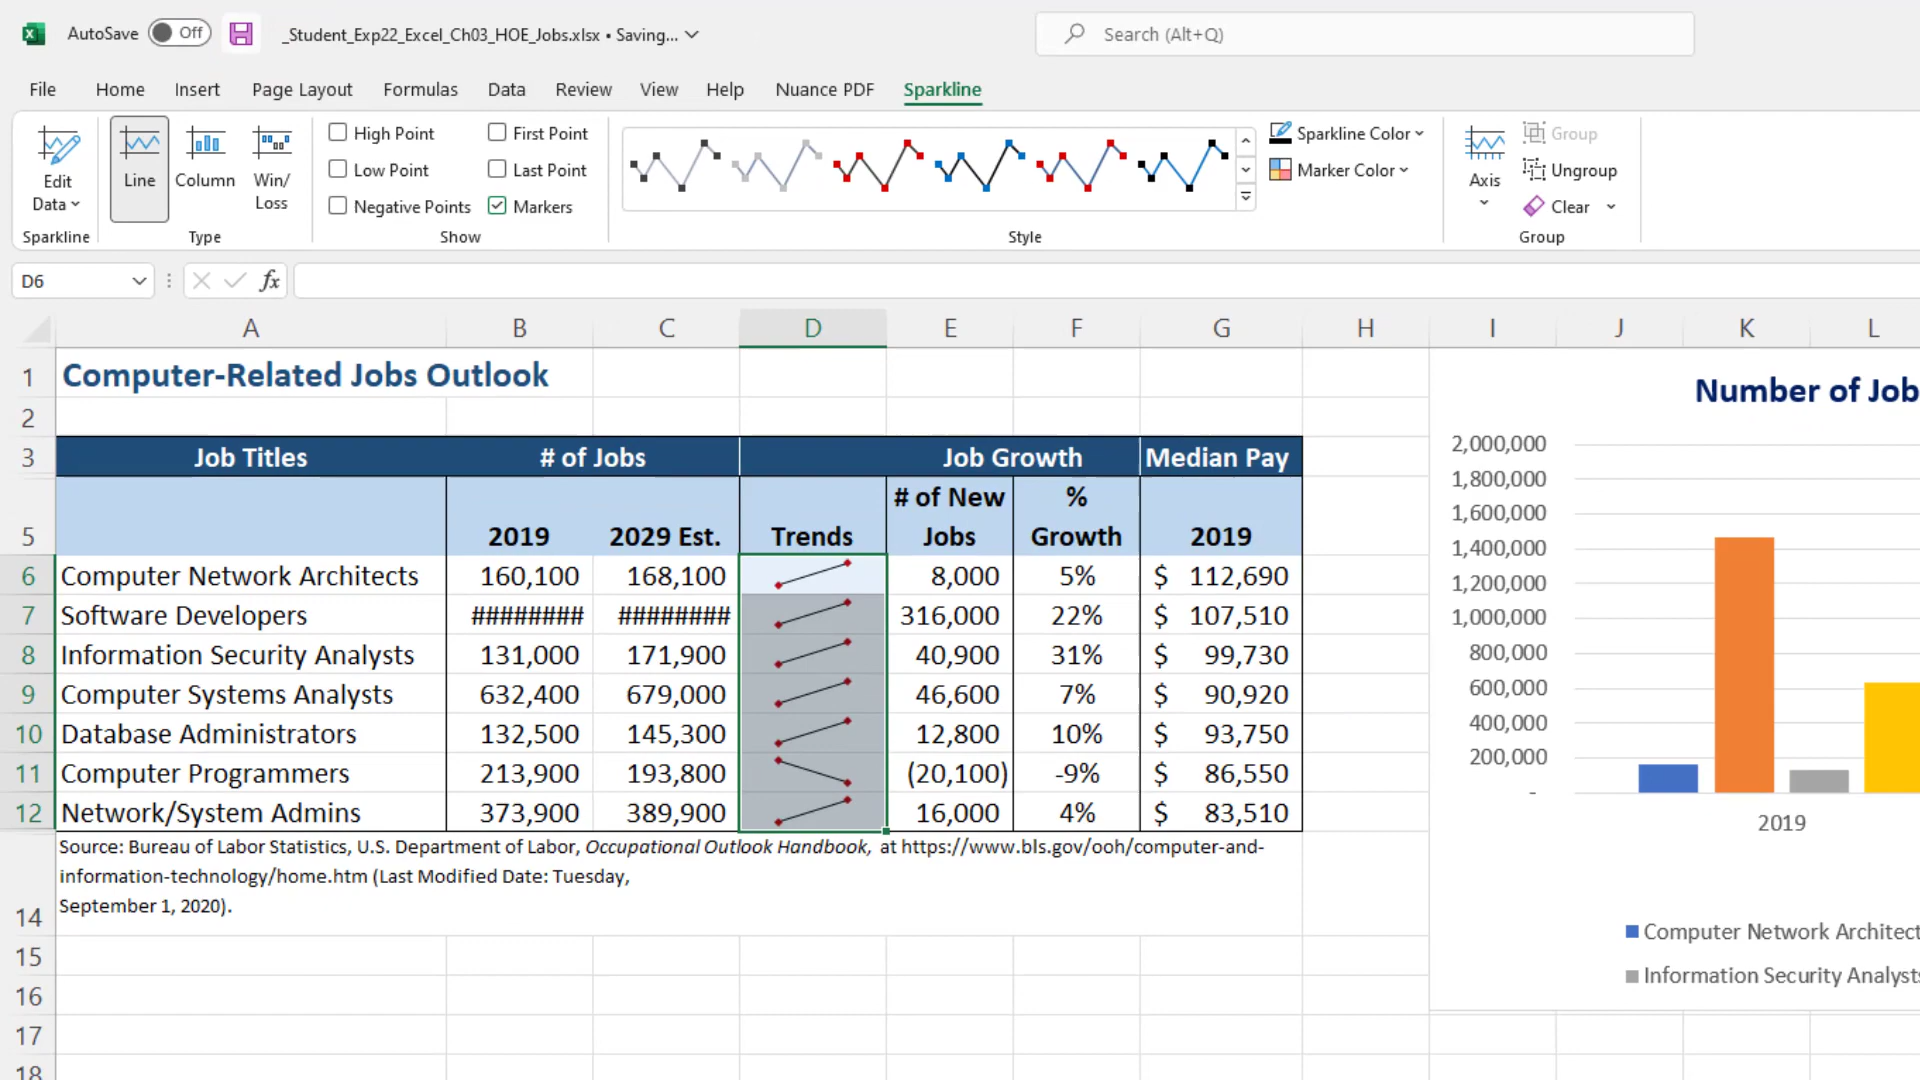 AutoSave Off _Student_Exp22_Excel_Ch03_HOE_Jobs.xlsx • Saving... Search (Alt+Q)
File Home Insert Page Layout Formulas Data Review View Help Nuance PDF Sparkline
Edit Data Line Column Win/Loss
High Point First Point
Low Point Last Point
Negative Points Markers
Sparkline Color
Marker Color
Axis Group
Ungroup
Clear
Sparkline Type Show Style Group
D6 fx
A B C D E F G H I J K L
1 Computer-Related Jobs Outlook
2
3 Job Titles # of Jobs Job Growth Median Pay
5 2019 2029 Est. Trends # of New Jobs % Growth 2019
6 Computer Network Architects 160,100 168,100 8,000 5% $ 112,690
7 Software Developers ######## ######## 316,000 22% $ 107,510
8 Information Security Analysts 131,000 171,900 40,900 31% $ 99,730
9 Computer Systems Analysts 632,400 679,000 46,600 7% $ 90,920
10 Database Administrators 132,500 145,300 12,800 10% $ 93,750
11 Computer Programmers 213,900 193,800 (20,100) -9% $ 86,550
12 Network/System Admins 373,900 389,900 16,000 4% $ 83,510
Source: Bureau of Labor Statistics, U.S. Department of Labor, Occupational Outlook Handbook, at https://www.bls.gov/ooh/computer-and-
information-technology/home.htm (Last Modified Date: Tuesday,
14 September 1, 2020).
15
16
17
18
Number of Job
2,000,000
1,800,000
1,600,000
1,400,000
1,200,000
1,000,000
800,000
600,000
400,000
200,000
-
2019
Computer Network Architect
Information Security Analysts